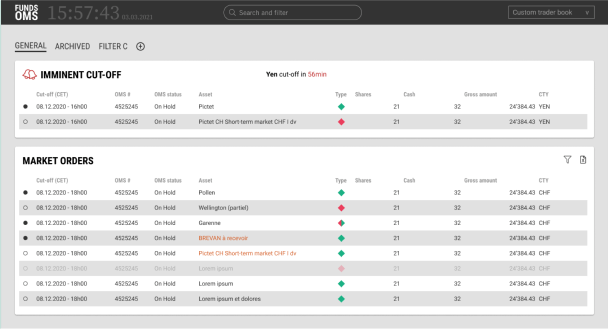 FUNDS OMS 15:57:43 03.02.2021 Search and filter Custom trader book
GENERAL ARCHIVED FILTER C
IMMINENT CUT-OFF Yen cut-off in 56min
Cut-off (CET) OMS # OMS status Asset Type Shares Cash Gross amount CTY
08.12.2020 - 16h00 4525245 On Hold Pictet 21 32 24'384.43 YEN
08.12.2020 - 16h00 4525245 On Hold Pictet CH Short-term market CHF I dv 21 32 24'384.43 YEN
MARKET ORDERS
Cut-off (CET) OMS # OMS status Asset Type Shares Cash Gross amount CTY
08.12.2020 - 18h00 4525245 On Hold Pollen 21 32 24'384.43 CHF
08.12.2020 - 18h00 4525245 On Hold Wellington (partiel) 21 32 24'384.43 CHF
08.12.2020 - 18h00 4525245 On Hold Garenne 21 32 24'384.43 CHF
08.12.2020 - 18h00 4525245 On Hold BREVAN à recevoir 21 32 24'384.43 CHF
08.12.2020 - 18h00 4525245 On Hold Pictet CH Short-term market CHF I dv 21 32 24'384.43 CHF
08.12.2020 - 18h00 4525245 On Hold Lorem ipsum 21 32 24'384.43 CHF
08.12.2020 - 18h00 4525245 On Hold Lorem ipsum 21 32 24'384.43 CHF
08.12.2020 - 18h00 4525245 On Hold Lorem ipsum et dolores 21 32 24'384.43 CHF